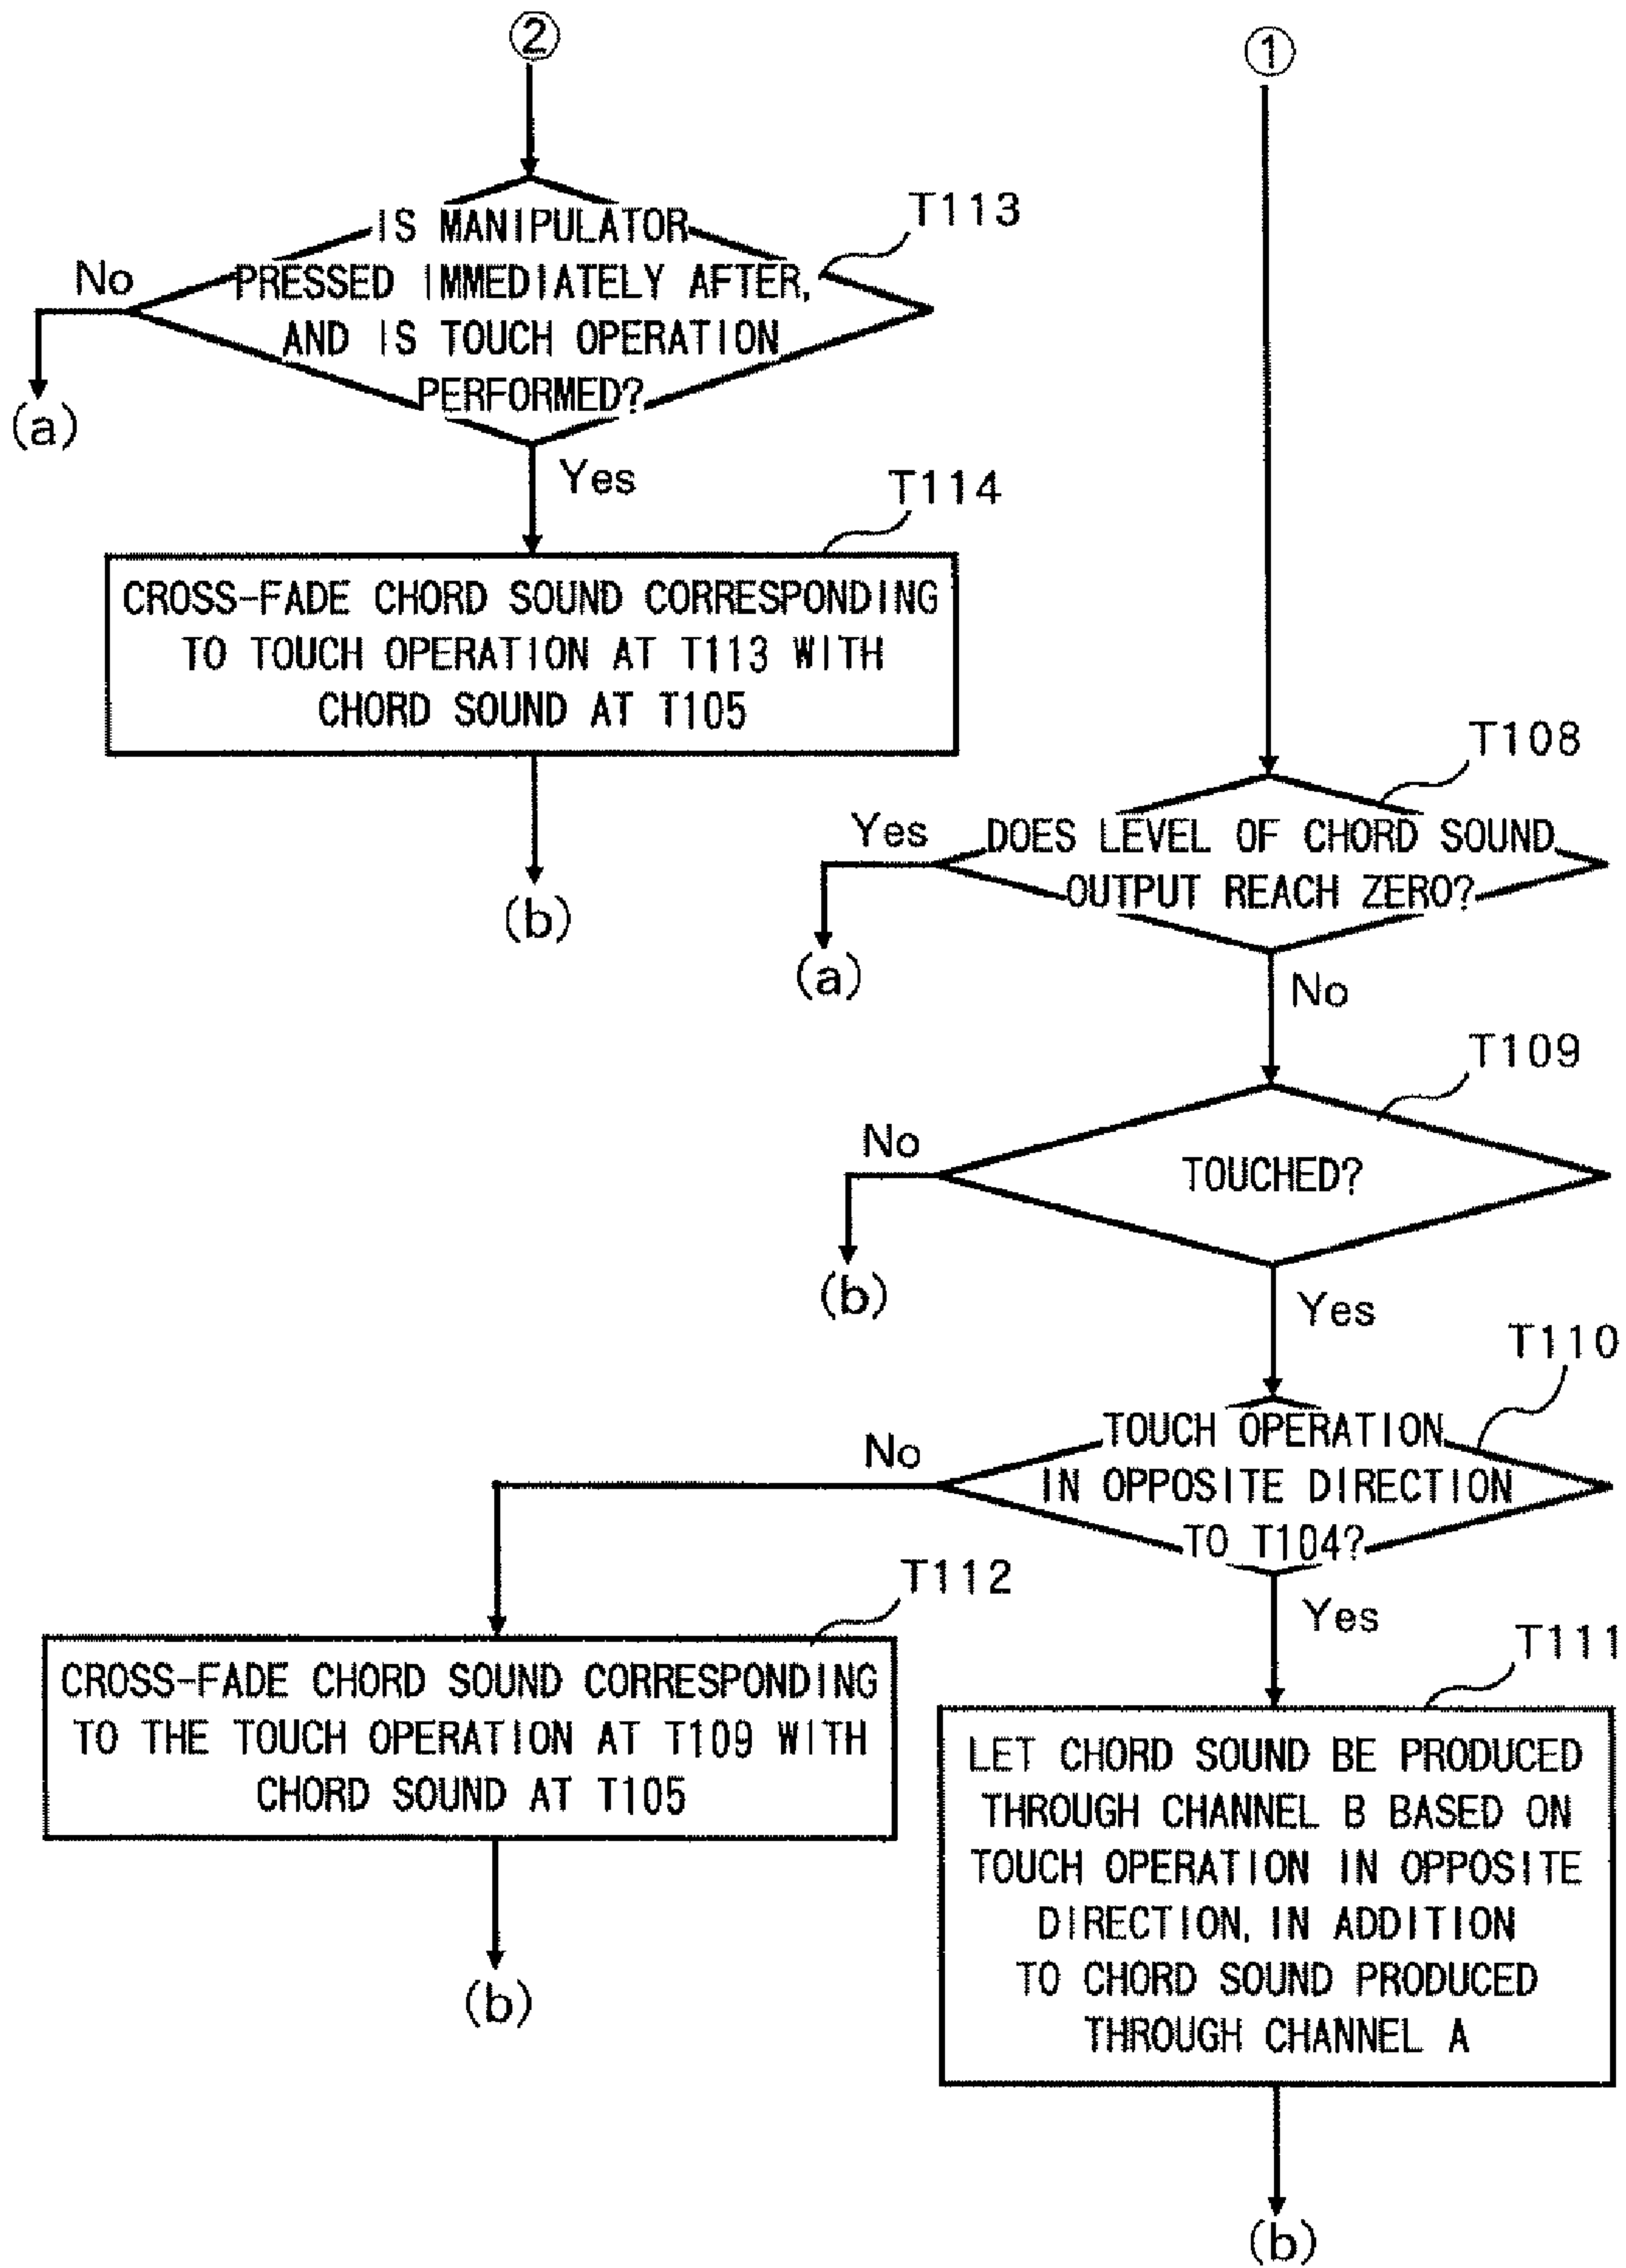 ②
IS MANIPULATOR
PRESSED IMMEDIATELY AFTER,
AND IS TOUCH OPERATION
PERFORMED?
T113
No
(a)
Yes
T114
CROSS-FADE CHORD SOUND CORRESPONDING
TO TOUCH OPERATION AT T113 WITH
CHORD SOUND AT T105
(b)
①
T108
DOES LEVEL OF CHORD SOUND
OUTPUT REACH ZERO?
Yes
(a)
No
T109
TOUCHED?
No
(b)
Yes
T110
TOUCH OPERATION
IN OPPOSITE DIRECTION
TO T104?
No
T112
CROSS-FADE CHORD SOUND CORRESPONDING
TO THE TOUCH OPERATION AT T109 WITH
CHORD SOUND AT T105
(b)
Yes
T111
LET CHORD SOUND BE PRODUCED
THROUGH CHANNEL B BASED ON
TOUCH OPERATION IN OPPOSITE
DIRECTION, IN ADDITION
TO CHORD SOUND PRODUCED
THROUGH CHANNEL A
(b)